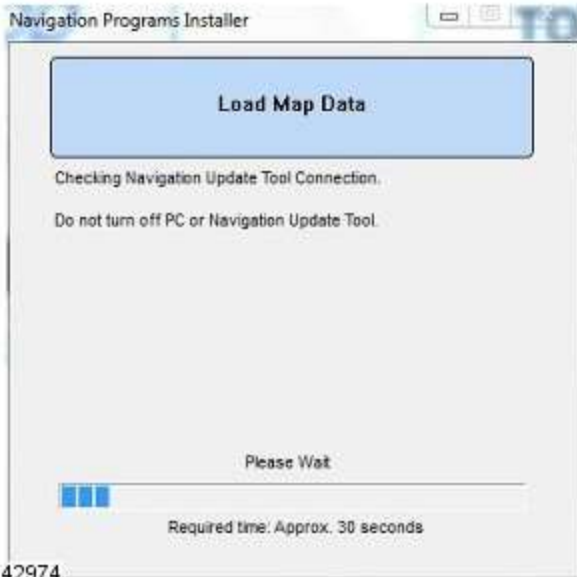 Navigation Programs Installer
TO
Load Map Data
Checking Navigation Update Tool Connection.
Do not turn off PC or Navigation Update Tool.
Please Wait
Required time: Approx. 30 seconds
42974